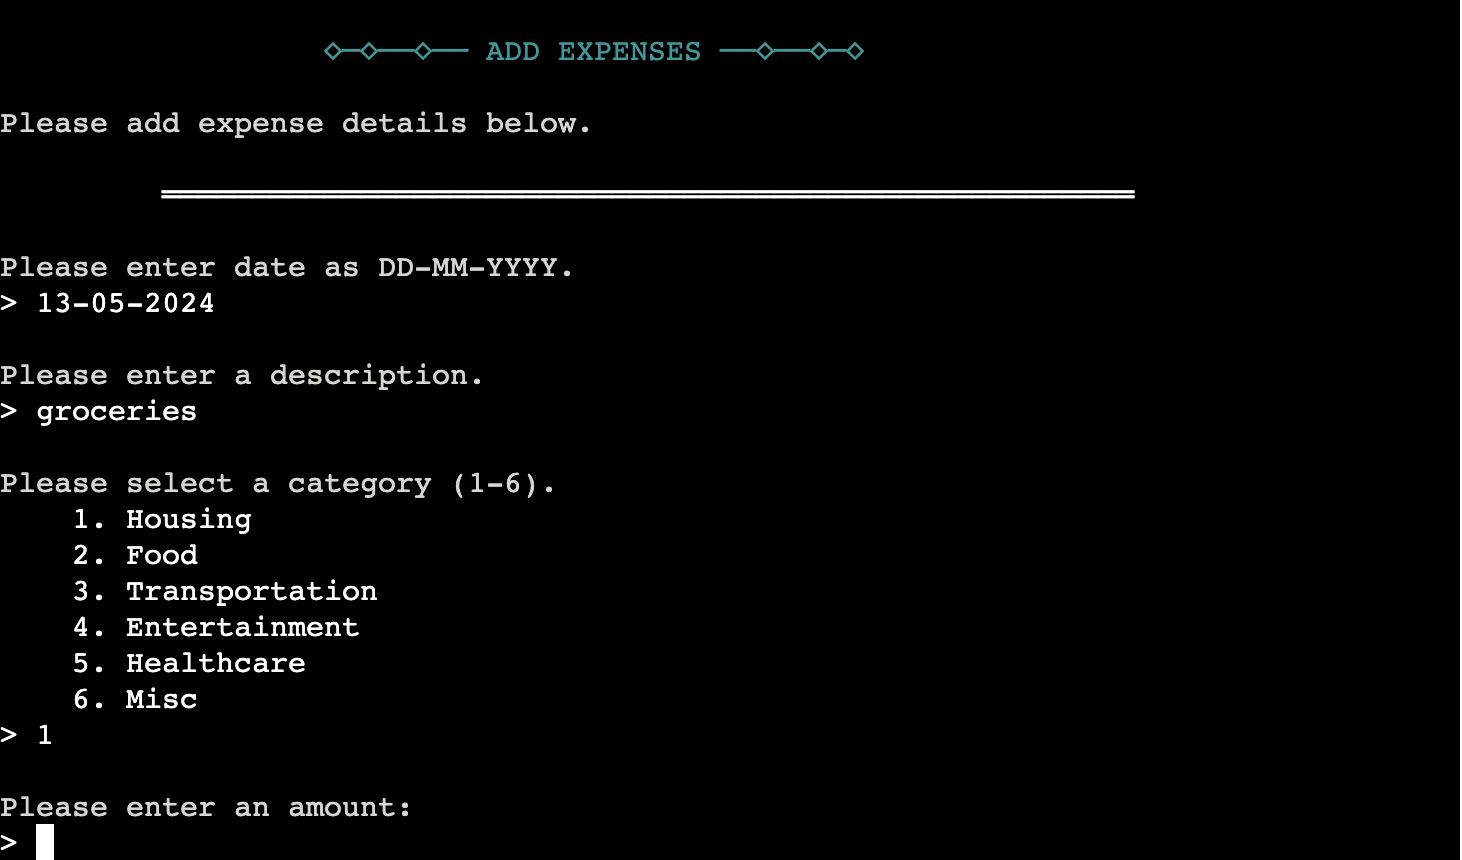 ADD EXPENSES
Please add expense details below.
Please enter date as DD-MM-YYYY.
> 13-05-2024
Please enter a description.
> groceries
Please select a category (1-6).
1. Housing
2. Food
3. Transportation
4. Entertainment
5. Healthcare
6. Misc
> 1
Please enter an amount:
>